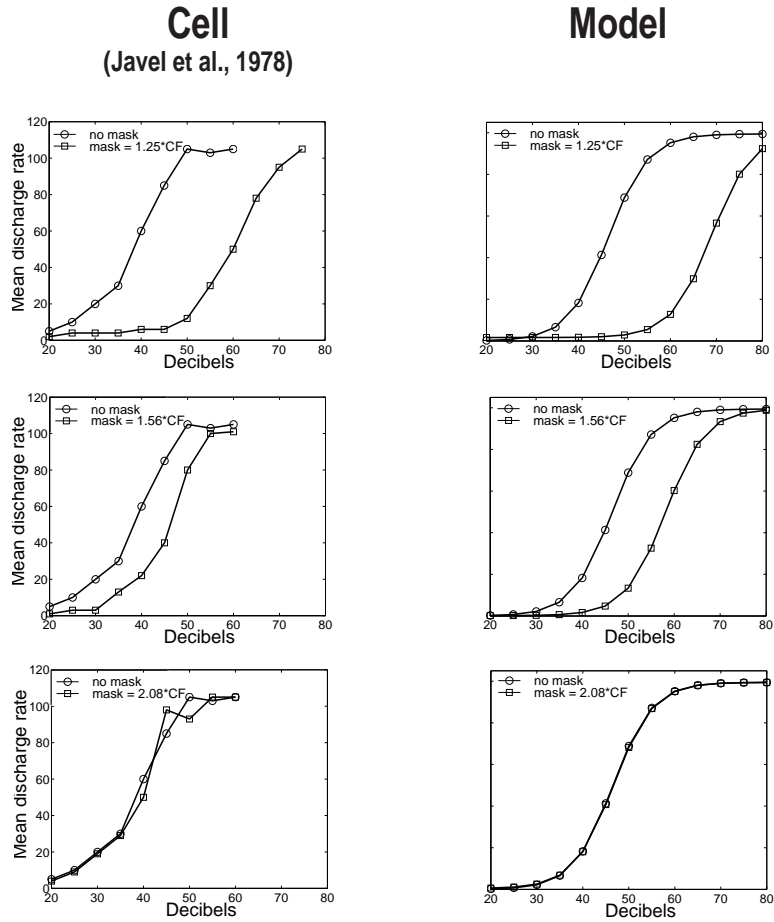 Cell
(Javel et al., 1978)
Model
120
100
80
60
40
20
0
Mean discharge rate
no mask
mask = 1.25*CF
20 30 40 50 60 70 80
Decibels
no mask
mask = 1.25*CF
20 30 40 50 60 70 80
Decibels
120
100
80
60
40
20
0
Mean discharge rate
no mask
mask = 1.56*CF
20 30 40 50 60 70 80
Decibels
no mask
mask = 1.56*CF
20 30 40 50 60 70 80
Decibels
120
100
80
60
40
20
0
Mean discharge rate
no mask
mask = 2.08*CF
20 30 40 50 60 70 80
Decibels
no mask
mask = 2.08*CF
20 30 40 50 60 70 80
Decibels